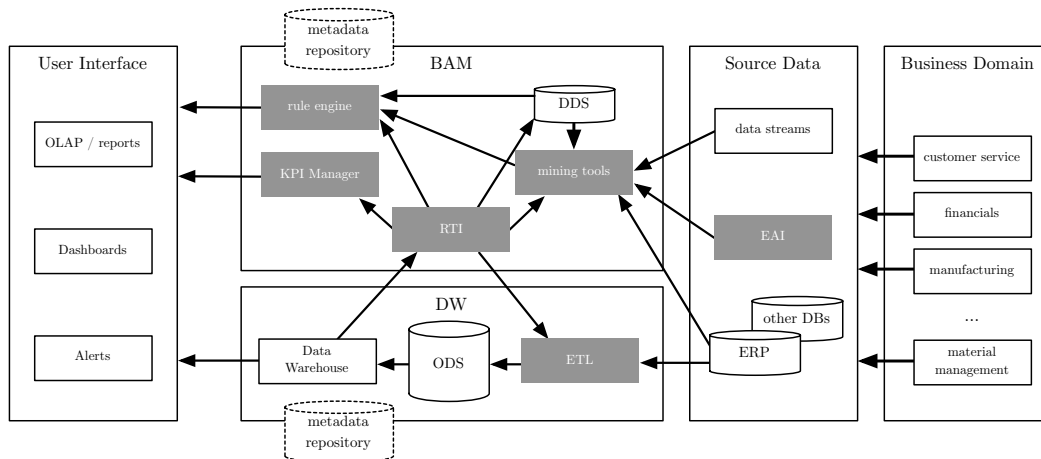 metadata
repository
User Interface
BAM
Source Data
Business Domain
rule engine
DDS
OLAP / reports
data streams
customer service
KPI Manager
mining tools
financials
RTI
EAI
Dashboards
manufacturing
DW
other DBs
...
Alerts
Data
Warehouse
ODS
ETL
ERP
material
management
metadata
repository